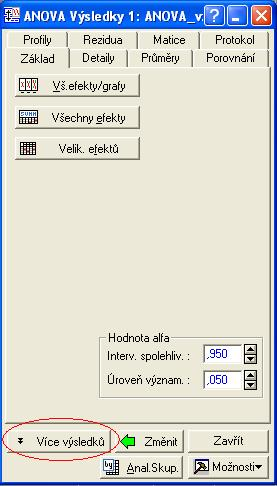 ANOVA Výsledky 1: ANOVA_v
Profily Rezidua Matice Protokol
Základ Detaily Průměry Porovnání
Vš.efekty/grafy
Všechny efekty
Velik. efektů
Hodnota alfa
Interv. spolehliv. : ,950
Úroveň význam. : ,050
Více výsledků Změnit Zavřít
Anal.Skup. Možnosti